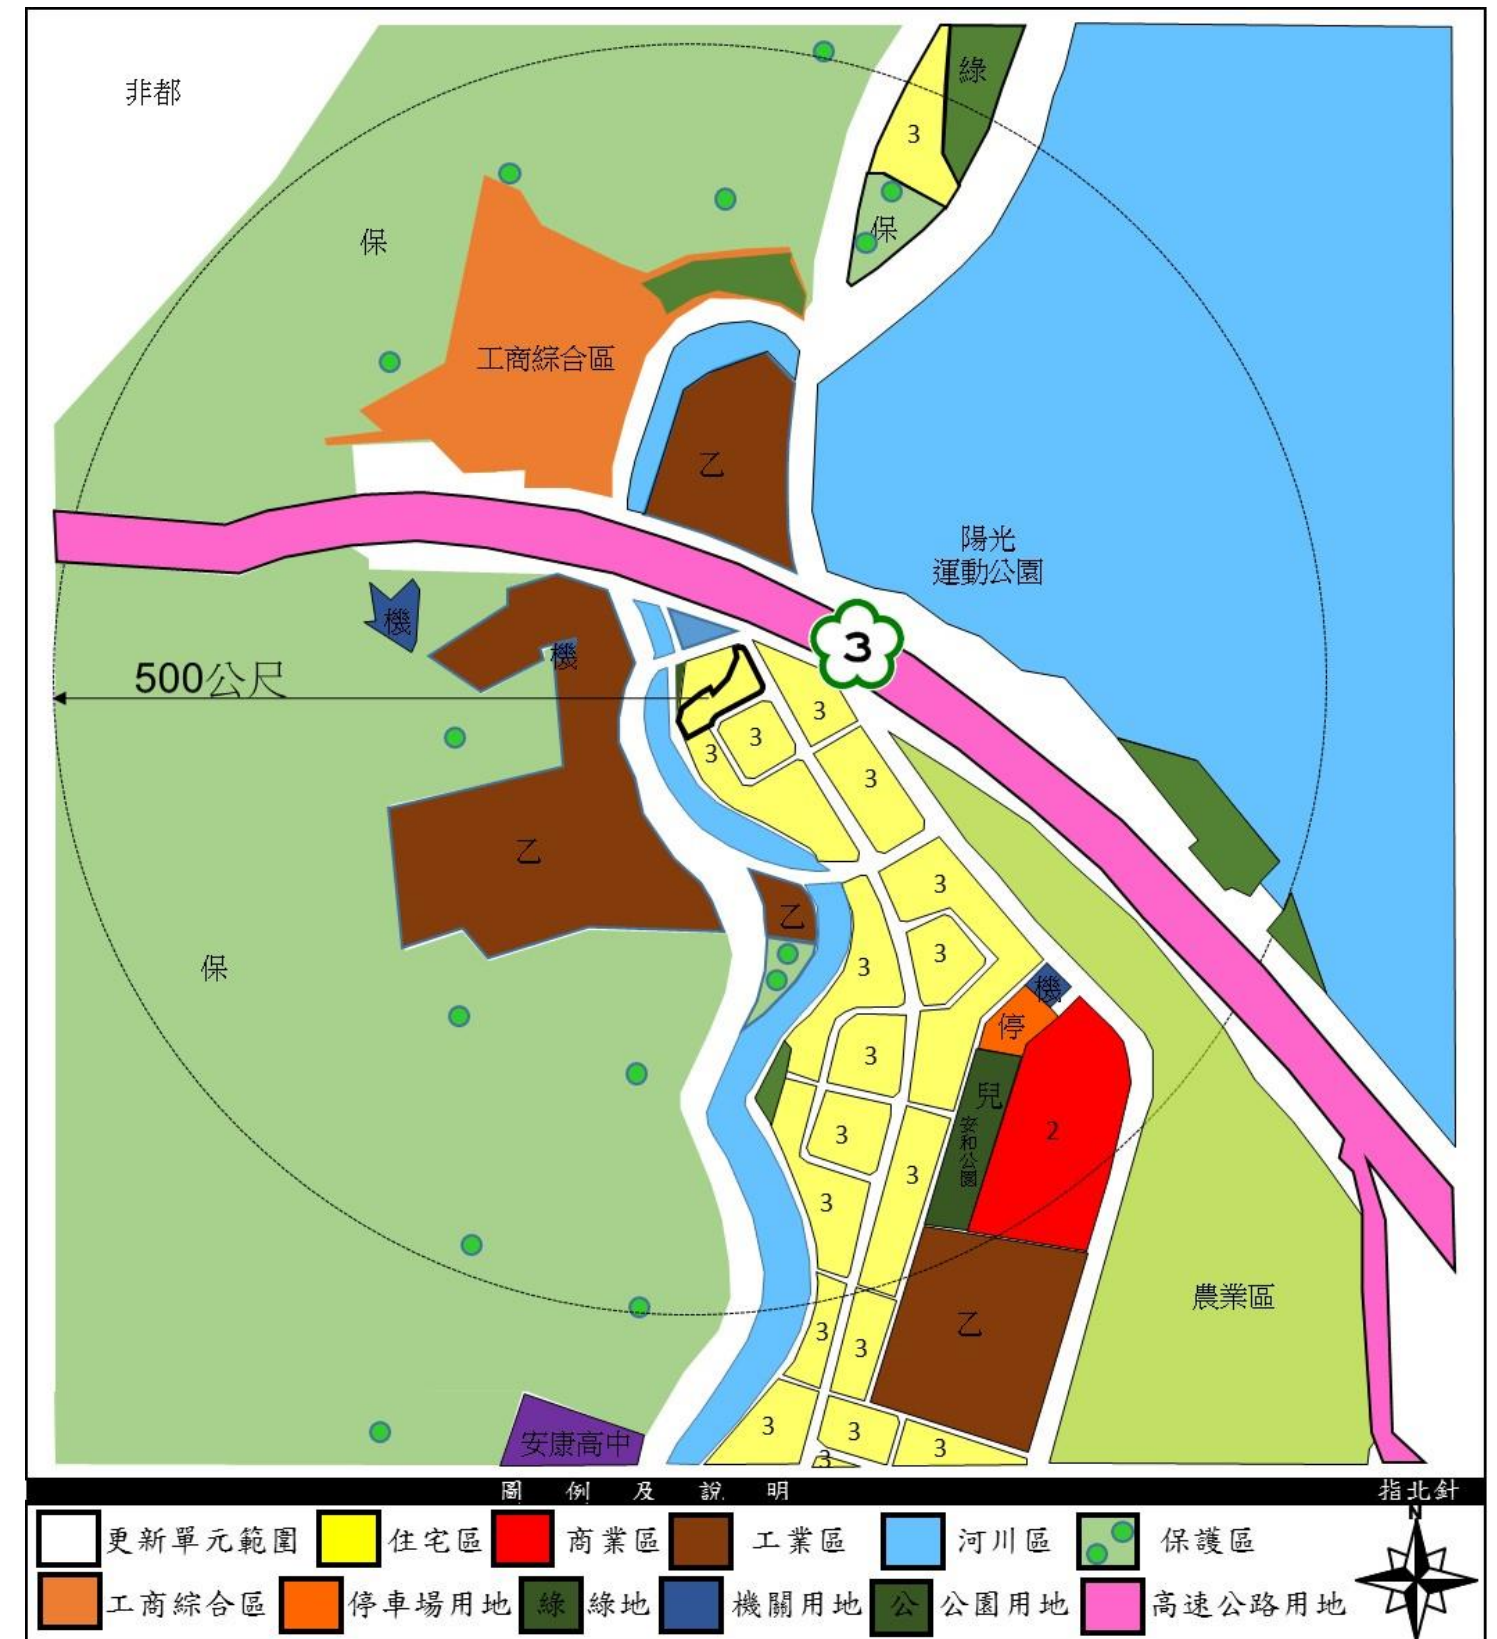 非都
綠
3
保
保
工商綜合區
乙
陽光
運動公園
機
機
3
500公尺
3
3
3
3
乙
3
乙
3
3
保
機
停
3
兒
安和公園
2
3
3
3
農業區
乙
3
3
3
3
3
3
安康高中
圖例及說明
指北針
N
更新單元範圍
住宅區
商業區
工業區
河川區
保護區
工商綜合區
停車場用地
綠 綠地
機關用地
公 公園用地
高速公路用地